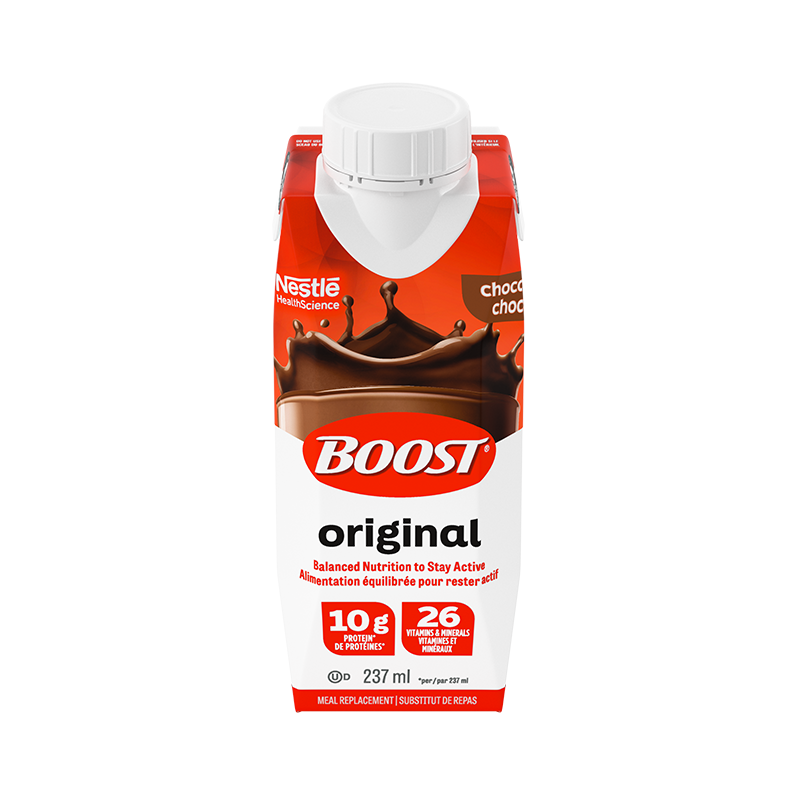 Nestlé
HealthScience
choco
choc
BOOST®
original
Balanced Nutrition to Stay Active
Alimentation équilibrée pour rester actif
10 g
PROTEIN*
DE PROTÉINES*
26
VITAMINS & MINERALS
VITAMINES ET
MINÉRAUX
U D 237 ml *per/par 237 ml
MEAL REPLACEMENT | SUBSTITUT DE REPAS